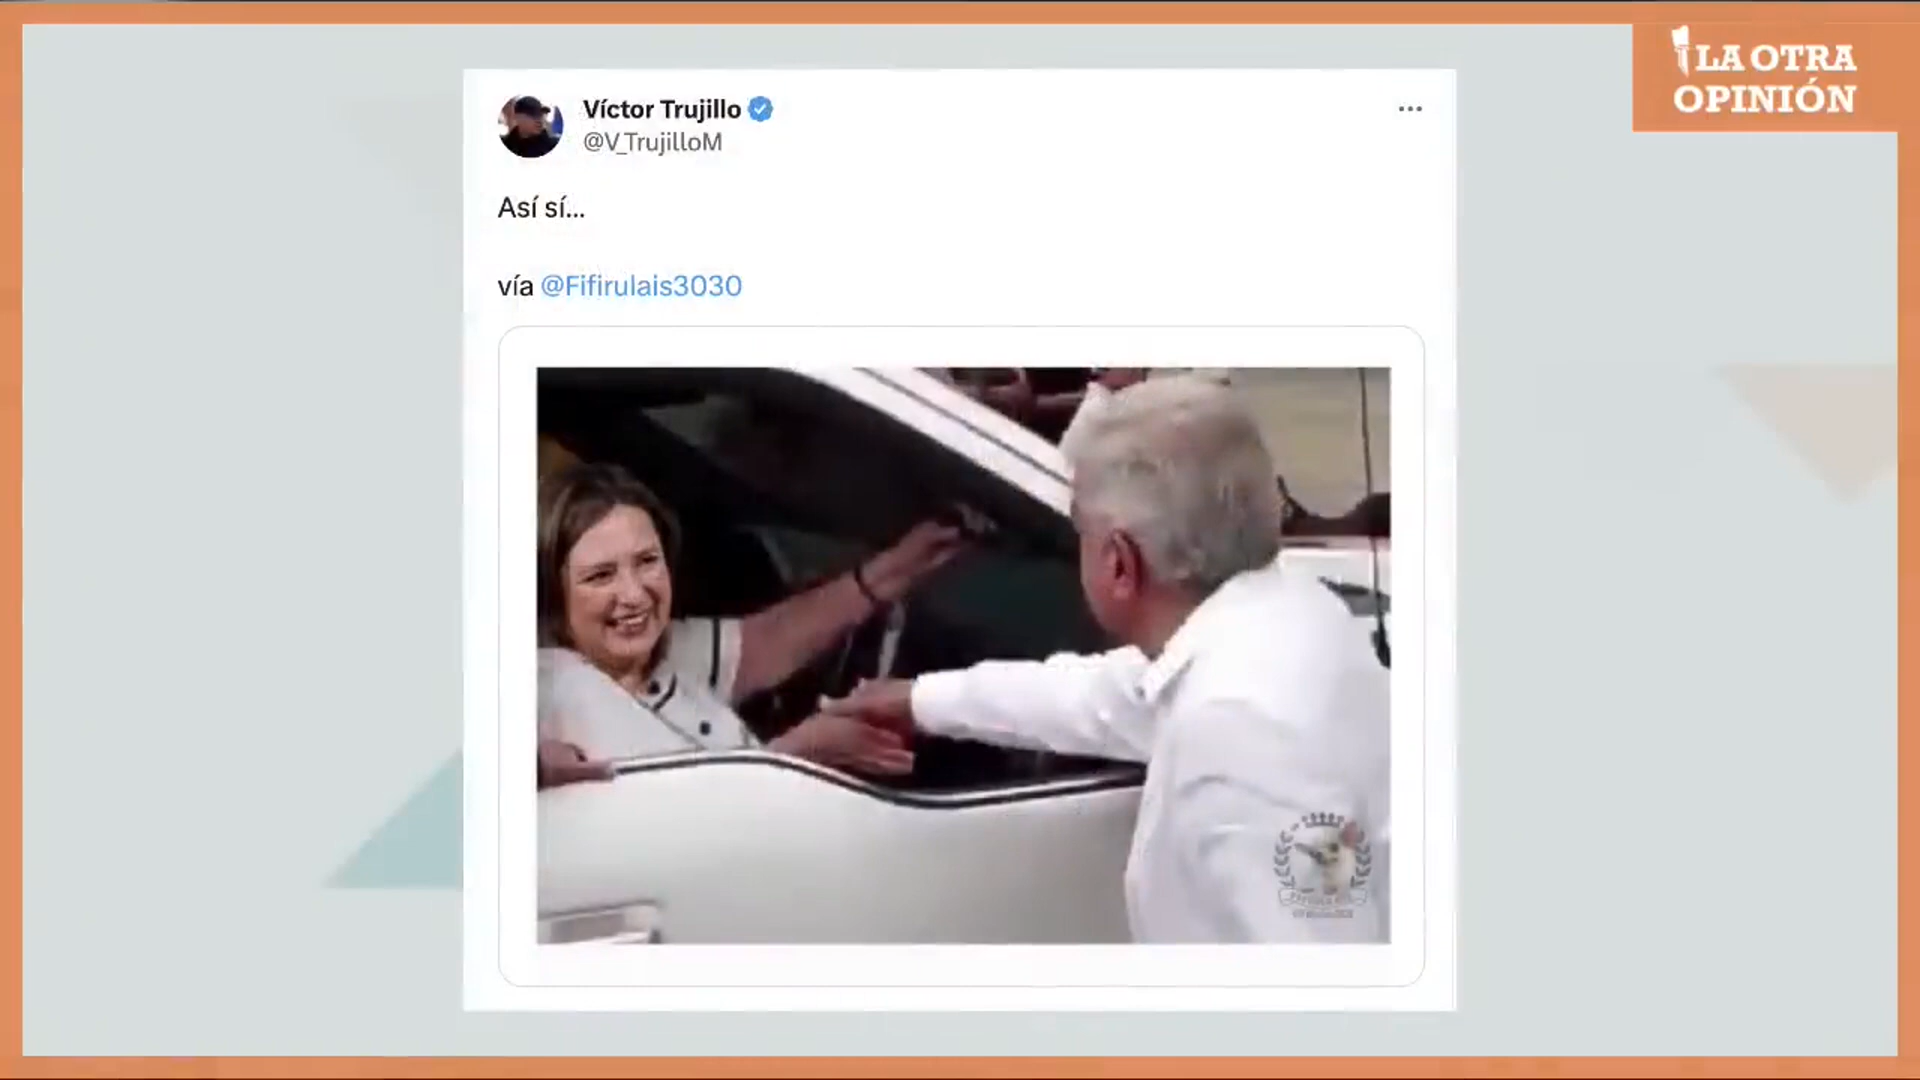 LA OTRA
OPINIÓN
Víctor Trujillo
@V_TrujilloM
Así sí...
vía @Fifirulais3030